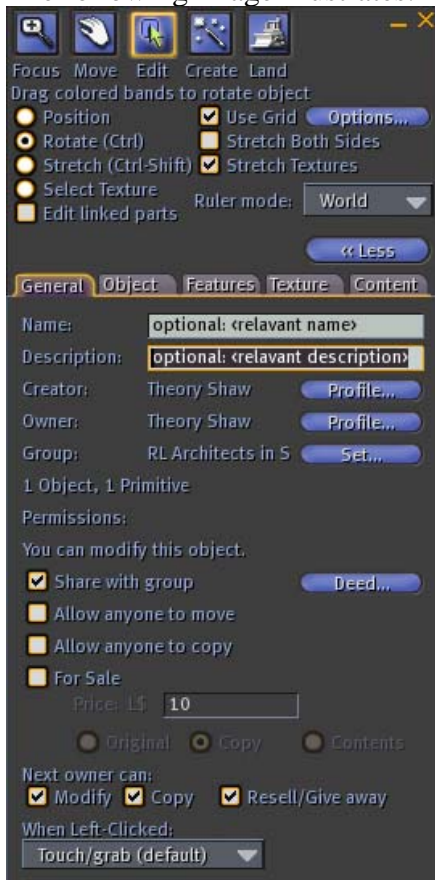 Focus Move Edit Create Land
Drag colored bands to rotate object
Position Use Grid Options...
Rotate (Ctrl) Stretch Both Sides
Stretch (Ctrl-Shift) Stretch Textures
Select Texture
Edit linked parts Ruler mode: World
<< Less
General Object Features Texture Content
Name: optional: <relavant name>
Description: optional: <relavant description>
Creator: Theory Shaw Profile...
Owner: Theory Shaw Profile...
Group: RL Architects in S Set...
1 Object, 1 Primitive
Permissions:
You can modify this object.
Share with group Deed...
Allow anyone to move
Allow anyone to copy
For Sale
Price: L$ 10
Original Copy Contents
Next owner can:
Modify Copy Resell/Give away
When Left-Clicked:
Touch/grab (default)